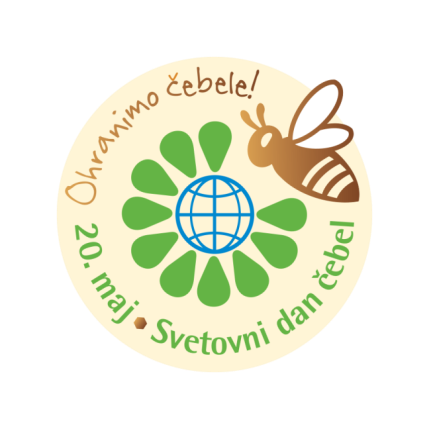 Ohranimo čebele!
20. maj • Svetovni dan čebel